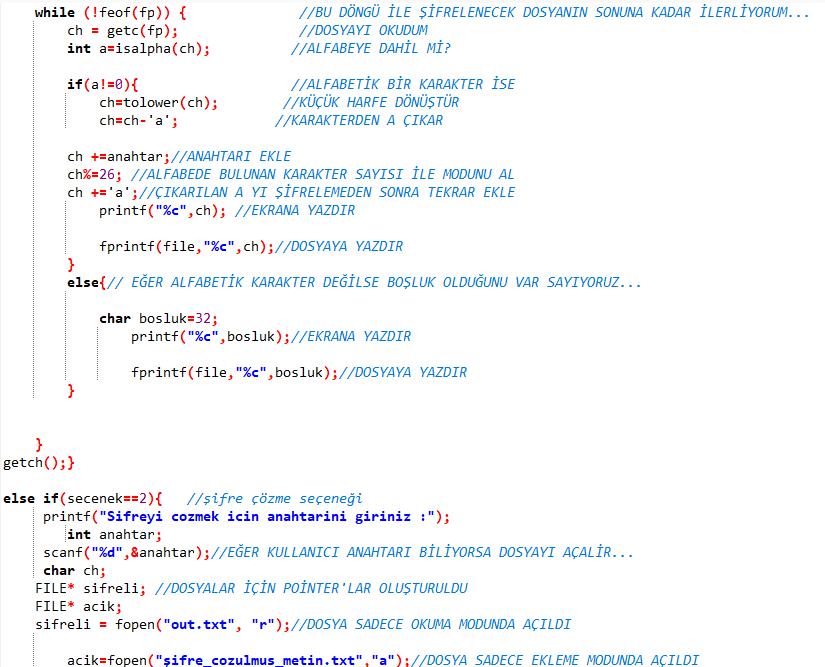 while (!feof(fp)) { //BU DÖNGÜ İLE ŞİFRELENECEK DOSYANIN SONUNA KADAR İLERLİYORUM...
ch = getc(fp); //DOSYAYI OKUDUM
int a=isalpha(ch); //ALFABEYE DAHİL Mİ?
if(a!=0){ //ALFABETİK BİR KARAKTER İSE
ch=tolower(ch); //KÜÇÜK HARFE DÖNÜŞTÜR
ch=ch-'a'; //KARAKTERDEN A ÇIKAR
ch +=anahtar;//ANAHTARI EKLE
ch%=26; //ALFABEDE BULUNAN KARAKTER SAYISI İLE MODUNU AL
ch +='a';//ÇIKARILAN A YI ŞİFRELEMEDEN SONRA TEKRAR EKLE
printf("%c",ch); //EKRANA YAZDIR
fprintf(file,"%c",ch);//DOSYAYA YAZDIR
}
else{// EĞER ALFABETİK KARAKTER DEĞİLSE BOŞLUK OLDUĞUNU VAR SAYIYORUZ...
char bosluk=32;
printf("%c",bosluk);//EKRANA YAZDIR
fprintf(file,"%c",bosluk);//DOSYAYA YAZDIR
}
}
getch();}
else if(secenek==2){ //şifre çözme seçeneği
printf("Sifreyi cozmek icin anahtarini giriniz :");
int anahtar;
scanf("%d",&anahtar);//EĞER KULLANICI ANAHTARI BİLİYORSA DOSYAYI AÇALİR...
char ch;
FILE* sifreli; //DOSYALAR İÇİN POİNTER'LAR OLUŞTURULDU
FILE* acik;
sifreli = fopen("out.txt", "r");//DOSYA SADECE OKUMA MODUNDA AÇILDI
acik=fopen("şifre_cozulmus_metin.txt","a");//DOSYA SADECE EKLEME MODUNDA AÇILDI